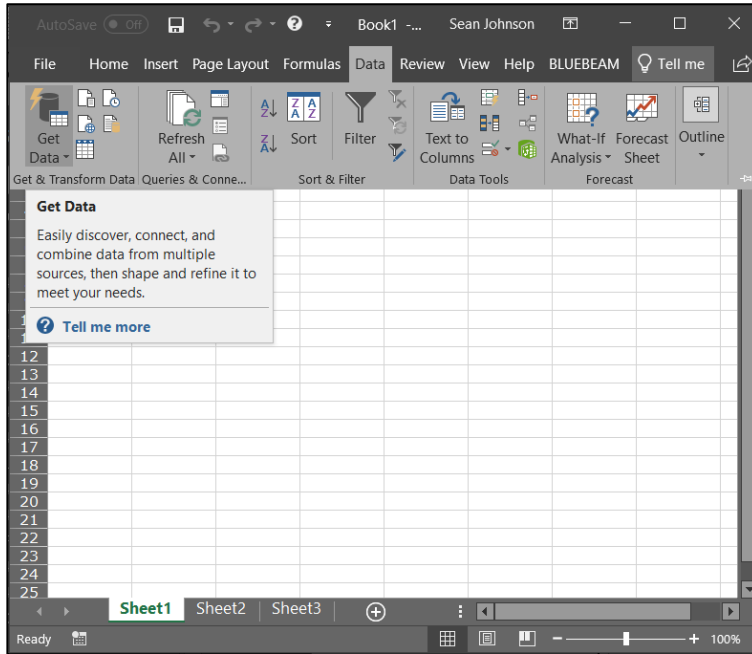 AutoSave Off Book1 -... Sean Johnson
File Home Insert Page Layout Formulas Data Review View Help BLUEBEAM Tell me
Get Data
Refresh All
Sort
Filter
Text to Columns
What-If Analysis
Forecast Sheet
Outline
Get & Transform Data Queries & Conne... Sort & Filter Data Tools Forecast
Get Data
Easily discover, connect, and
combine data from multiple
sources, then shape and refine it to
meet your needs.
Tell me more
12
13
14
15
16
17
18
19
20
21
22
23
24
25
Sheet1 Sheet2 Sheet3
Ready 100%